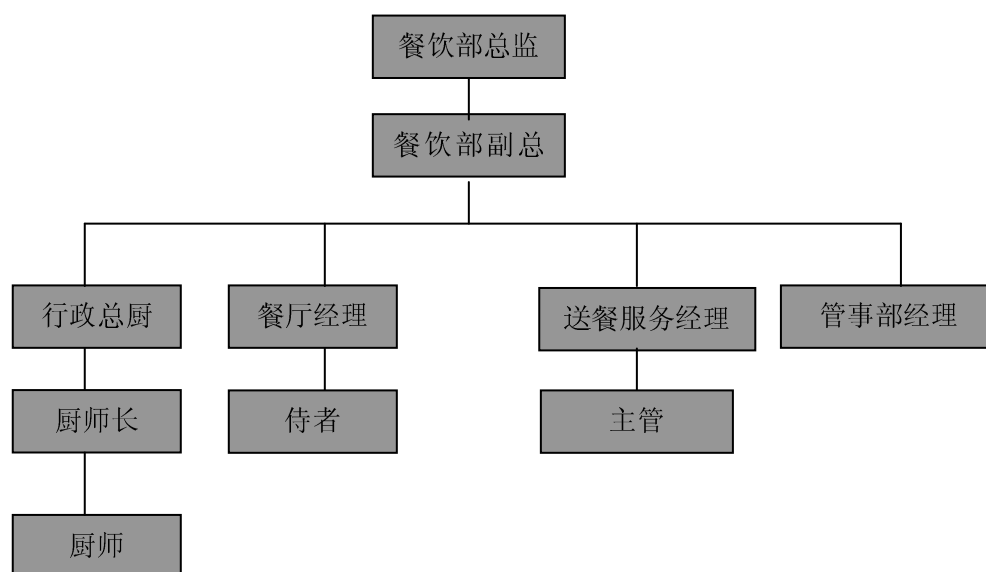 餐饮部总监
餐饮部副总
行政总厨
餐厅经理
送餐服务经理
管事部经理
厨师长
侍者
主管
厨师